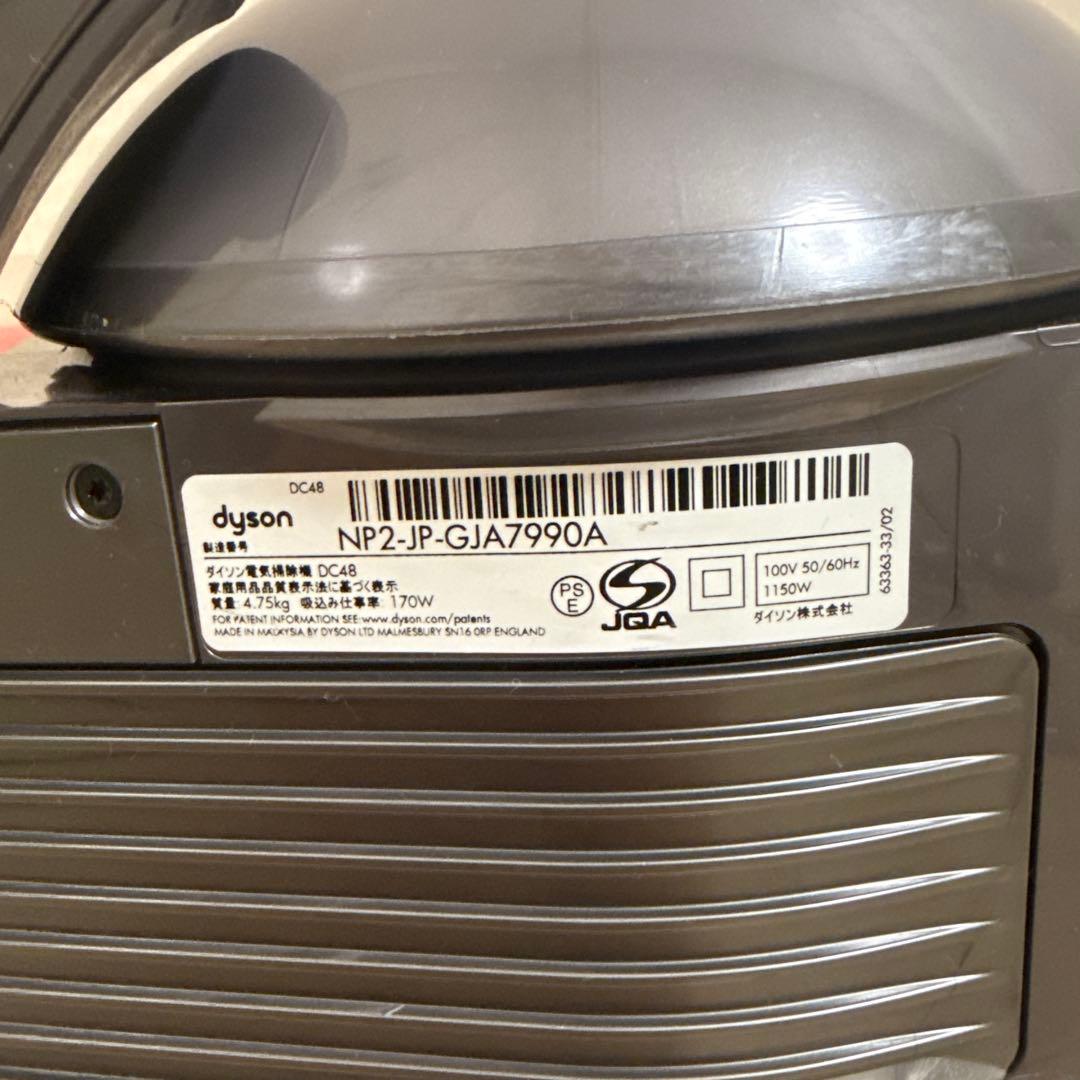 DC48
dyson
製造番号
NP2-JP-GJA7990A
ダイソン電気掃除機 DC48
家庭用品品質表示法に基づく表示
質量: 4.75kg 吸込み仕事率: 170W
FOR PATENT INFORMATION SEE: www.dyson.com/patents
MADE IN MALAYSIA BY DYSON LTD MALMESBURY SN16 0RP ENGLAND
PS
E
JQA
100V 50/60Hz
1150W
ダイソン株式会社
63363-33/02